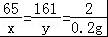 65/x = 161/y = 2/0.2g